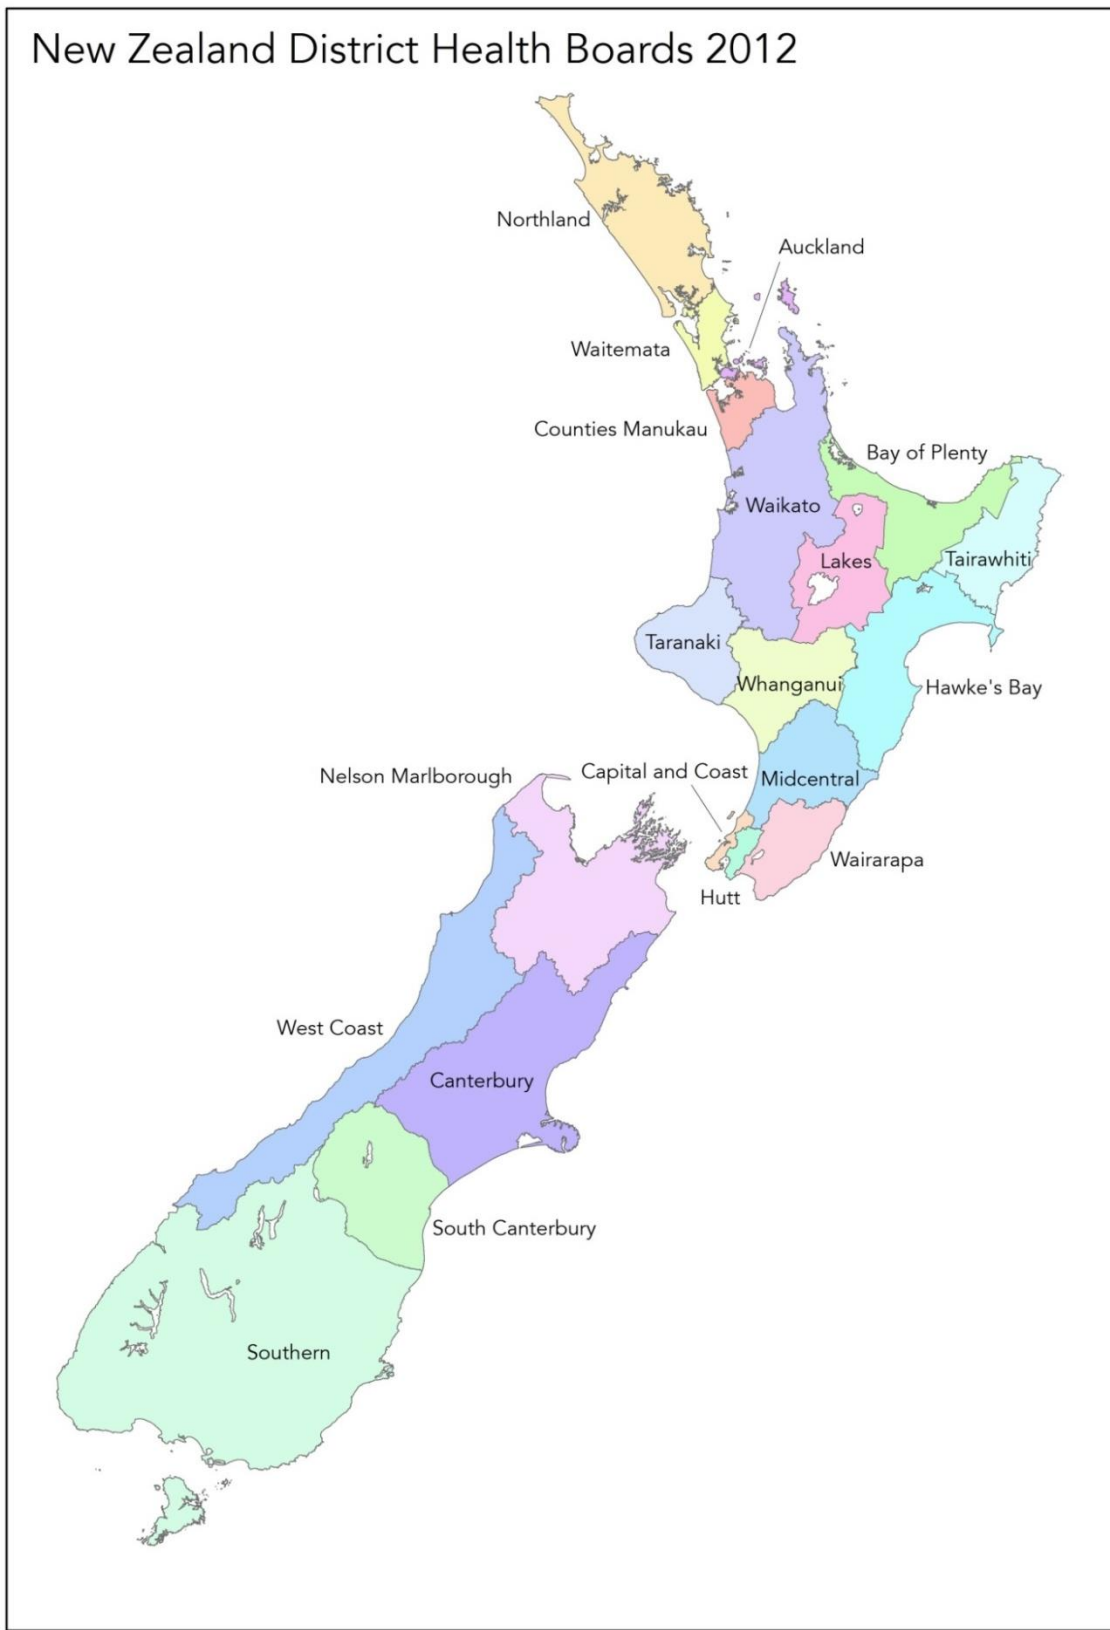 New Zealand District Health Boards 2012
Northland
Auckland
Waitemata
Counties Manukau
Bay of Plenty
Waikato
Lakes
Tairawhiti
Taranaki
Whanganui
Hawke's Bay
Nelson Marlborough
Capital and Coast
Midcentral
Wairarapa
Hutt
West Coast
Canterbury
South Canterbury
Southern